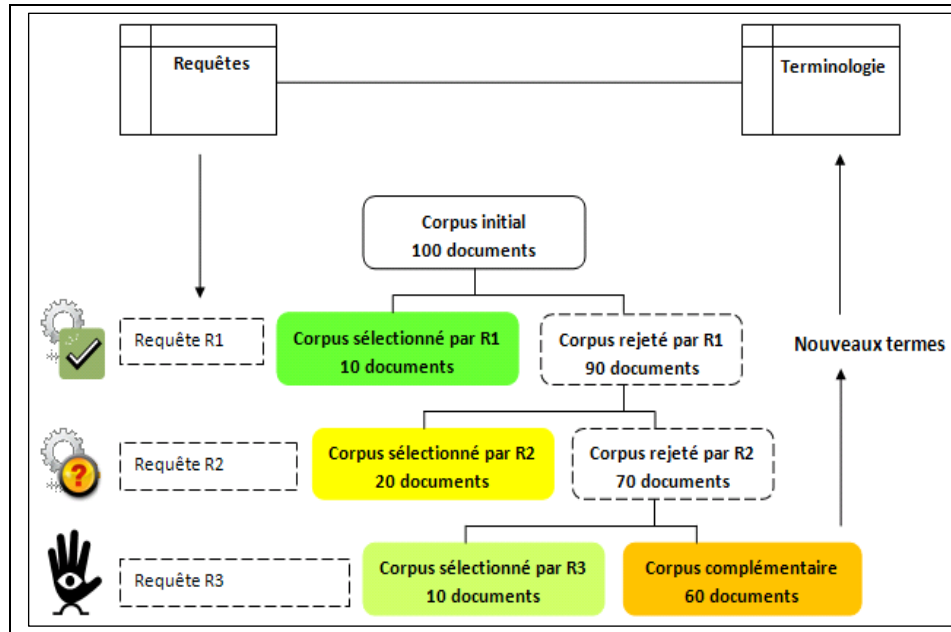 Requêtes
Terminologie
Corpus initial
100 documents
Requête R1
Corpus sélectionné par R1
10 documents
Corpus rejeté par R1
90 documents
Nouveaux termes
Requête R2
?
Corpus sélectionné par R2
20 documents
Corpus rejeté par R2
70 documents
Requête R3
Corpus sélectionné par R3
10 documents
Corpus complémentaire
60 documents